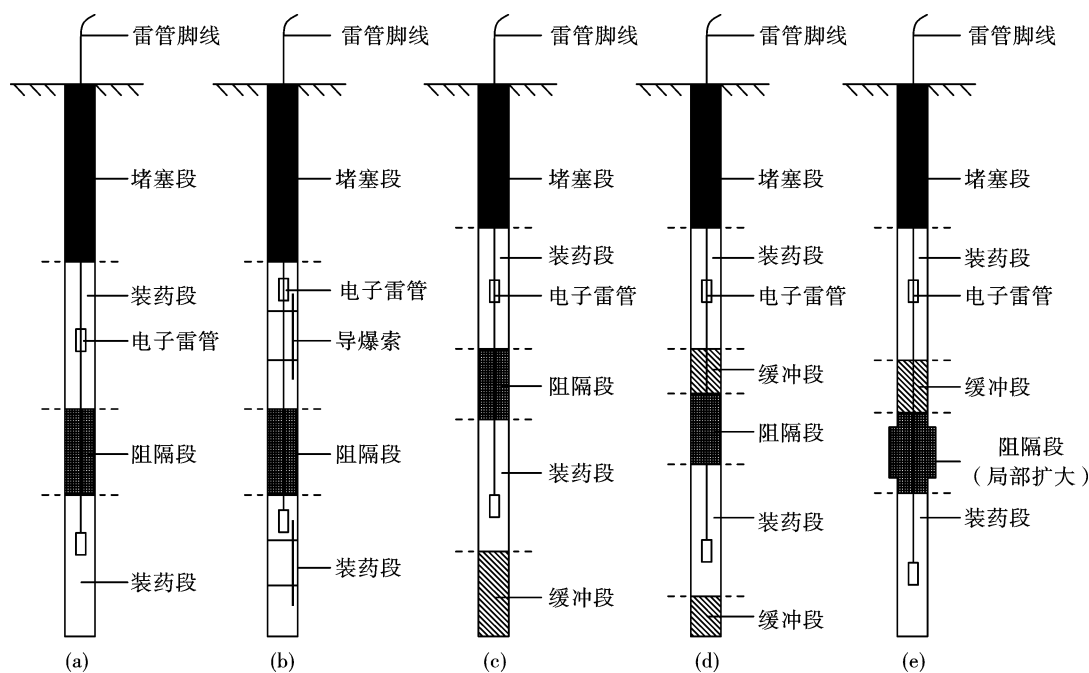 雷管脚线
堵塞段
装药段
电子雷管
阻隔段
装药段
(a)
雷管脚线
堵塞段
电子雷管
导爆索
阻隔段
装药段
(b)
雷管脚线
堵塞段
装药段
电子雷管
阻隔段
装药段
缓冲段
(c)
雷管脚线
堵塞段
装药段
电子雷管
缓冲段
阻隔段
装药段
缓冲段
(d)
雷管脚线
堵塞段
装药段
电子雷管
缓冲段
阻隔段
（局部扩大）
装药段
(e)